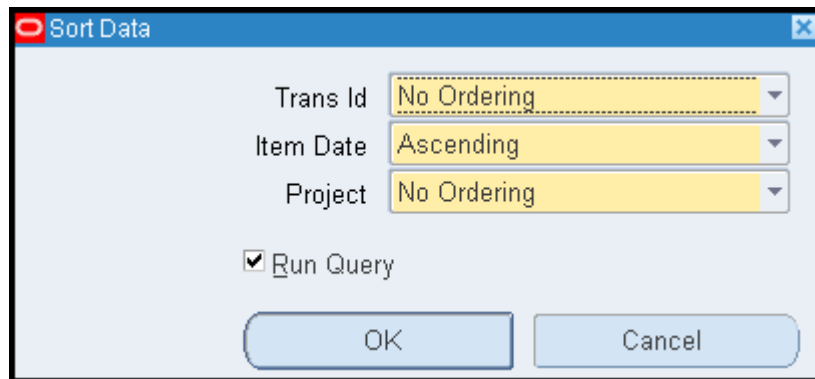 Sort Data
Trans Id No Ordering
Item Date Ascending
Project No Ordering
Run Query
OK Cancel